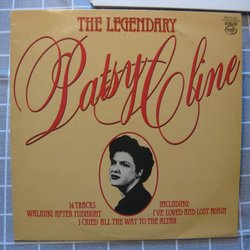 THE LEGENDARY
Patsy Cline
14 TRACKS INCLUDING:
WALKING AFTER MIDNIGHT I'VE LOVED AND LOST AGAIN
I CRIED ALL THE WAY TO THE ALTAR